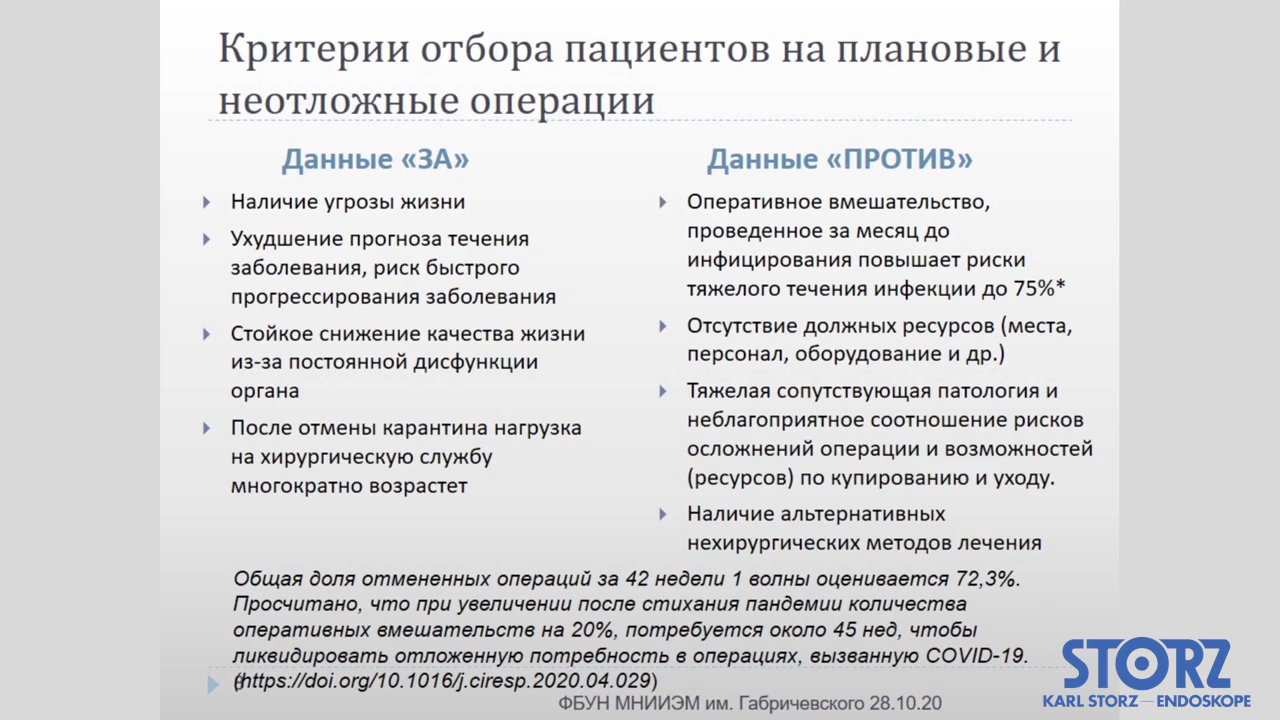 Критерии отбора пациентов на плановые и
неотложные операции
Данные «ЗА»
Наличие угрозы жизни
Ухудшение прогноза течения
заболевания, риск быстрого
прогрессирования заболевания
Стойкое снижение качества жизни
из-за постоянной дисфункции
органа
После отмены карантина нагрузка
на хирургическую службу
многократно возрастет
Данные «ПРОТИВ»
Оперативное вмешательство,
проведенное за месяц до
инфицирования повышает риски
тяжелого течения инфекции до 75%*
Отсутствие должных ресурсов (места,
персонал, оборудование и др.)
Тяжелая сопутствующая патология и
неблагоприятное соотношение рисков
осложнений операции и возможностей
(ресурсов) по купированию и уходу.
Наличие альтернативных
нехирургических методов лечения
Общая доля отмененных операций за 42 недели 1 волны оценивается 72,3%.
Просчитано, что при увеличении после стихания пандемии количества
оперативных вмешательств на 20%, потребуется около 45 нед, чтобы
ликвидировать отложенную потребность в операциях, вызванную COVID-19.
(https://doi.org/10.1016/j.ciresp.2020.04.029)
ФБУН МНИИЭМ им. Габричевского 28.10.20
STORZ
KARL STORZ—ENDOSKOPE